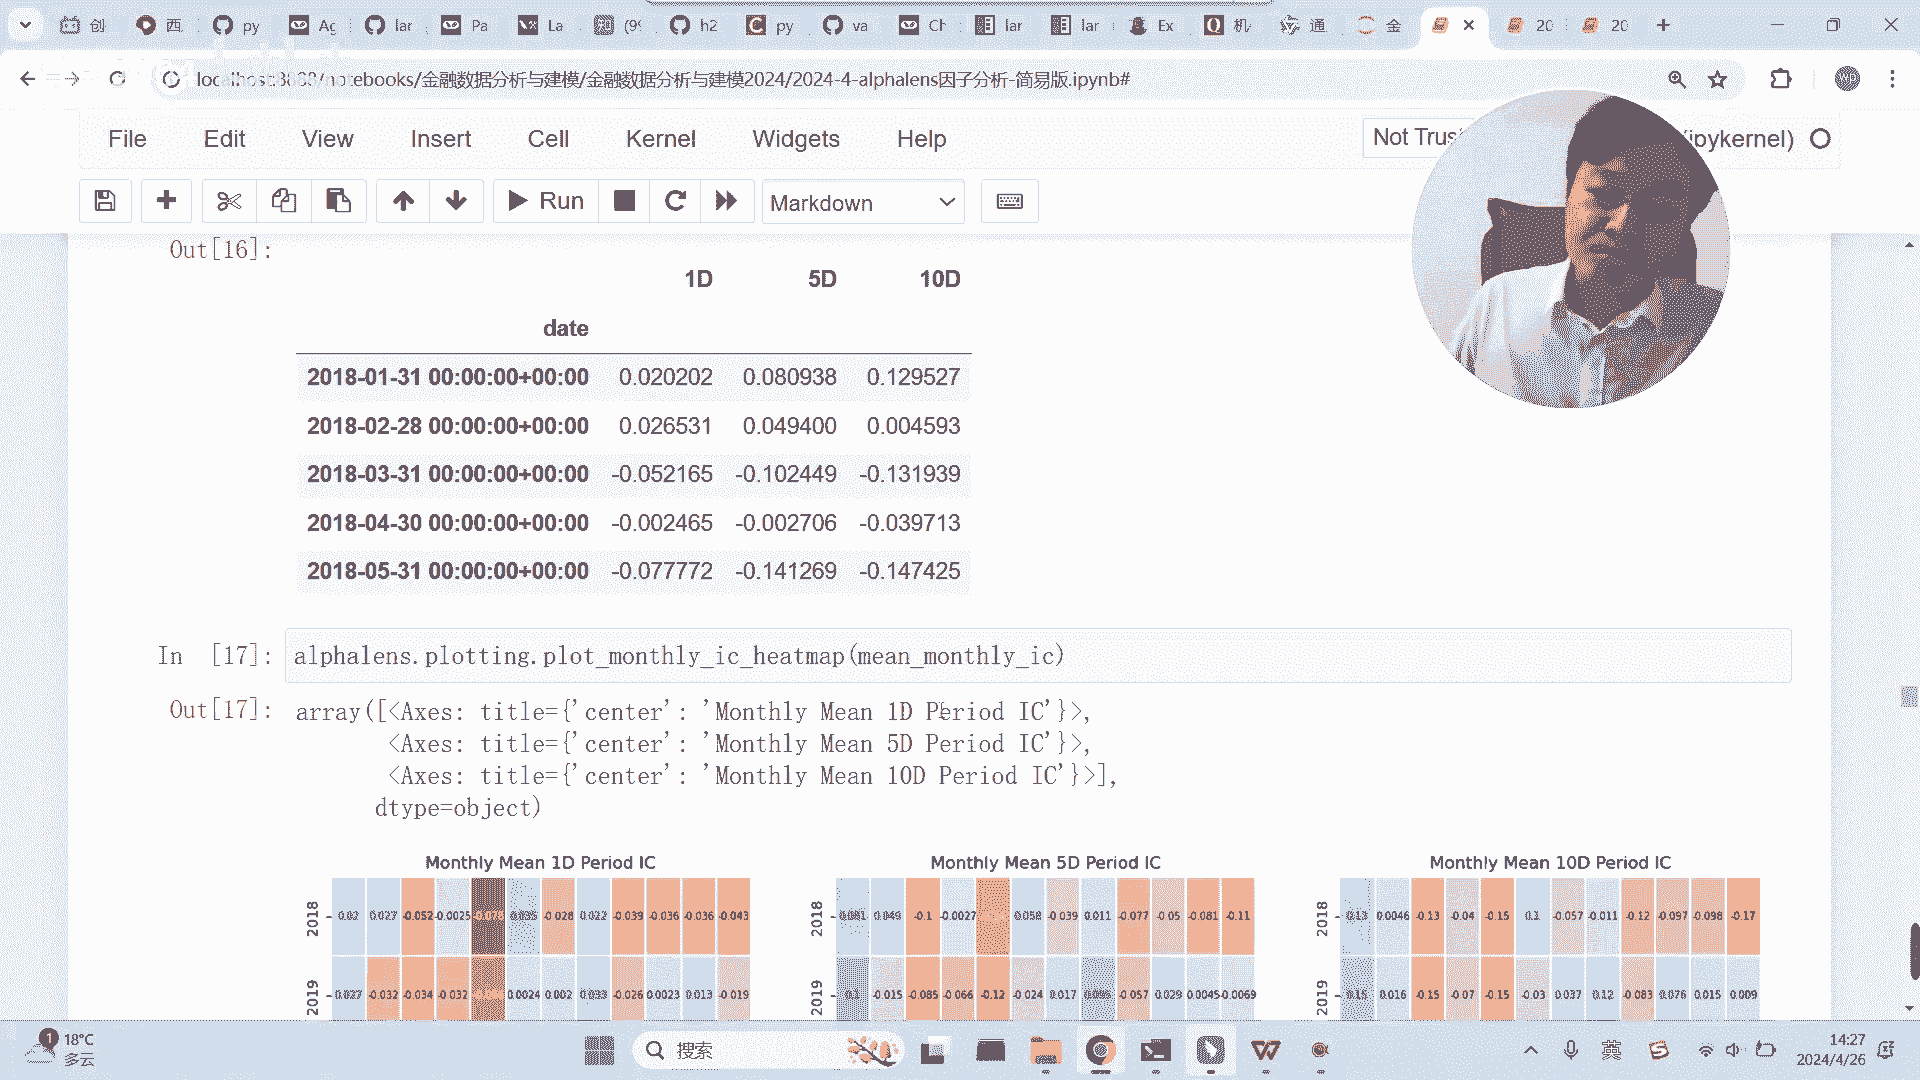 创 西 py Ag lar Pa La (9 h2 py va Ch lar lar Ex 机 通 金 20 20
localhost:8888/notebooks/金融数据分析与建模/金融数据分析与建模2024/2024-4-alphalens因子分析-简易版.ipynb#
File Edit View Insert Cell Kernel Widgets Help Not Trus (ipykernel)
Run Markdown
Out[16]:
1D 5D 10D
date
2018-01-31 00:00:00+00:00 0.020202 0.080938 0.129527
2018-02-28 00:00:00+00:00 0.026531 0.049400 0.004593
2018-03-31 00:00:00+00:00 -0.052165 -0.102449 -0.131939
2018-04-30 00:00:00+00:00 -0.002465 -0.002706 -0.039713
2018-05-31 00:00:00+00:00 -0.077772 -0.141269 -0.147425
In [17]: alphalens.plotting.plot_monthly_ic_heatmap(mean_monthly_ic)
Out[17]: array([<Axes: title={'center': 'Monthly Mean 1D Period IC'}>,
<Axes: title={'center': 'Monthly Mean 5D Period IC'}>,
<Axes: title={'center': 'Monthly Mean 10D Period IC'}>],
dtype=object)
Monthly Mean 1D Period IC Monthly Mean 5D Period IC Monthly Mean 10D Period IC
2018 0.02 0.027 -0.052 -0.0025 -0.078 0.035 -0.028 0.022 -0.039 -0.036 -0.036 -0.043 2018 0.081 0.049 -0.1 -0.0027 0.058 -0.039 0.011 -0.077 -0.05 -0.081 -0.11 2018 0.13 0.0046 -0.13 -0.04 -0.15 0.1 -0.057 -0.011 -0.12 -0.097 -0.098 -0.17
2019 0.027 -0.032 -0.034 -0.032 0.0024 0.002 0.033 -0.026 0.0023 0.013 -0.019 2019 0.1 -0.015 -0.085 -0.066 -0.12 -0.024 0.017 0.095 -0.057 0.029 0.0045 -0.0069 2019 0.15 0.016 -0.15 -0.07 -0.15 -0.03 0.037 0.12 -0.083 0.076 0.015 0.009
1 18°C 搜索 英 14:27
多云 2024/4/26